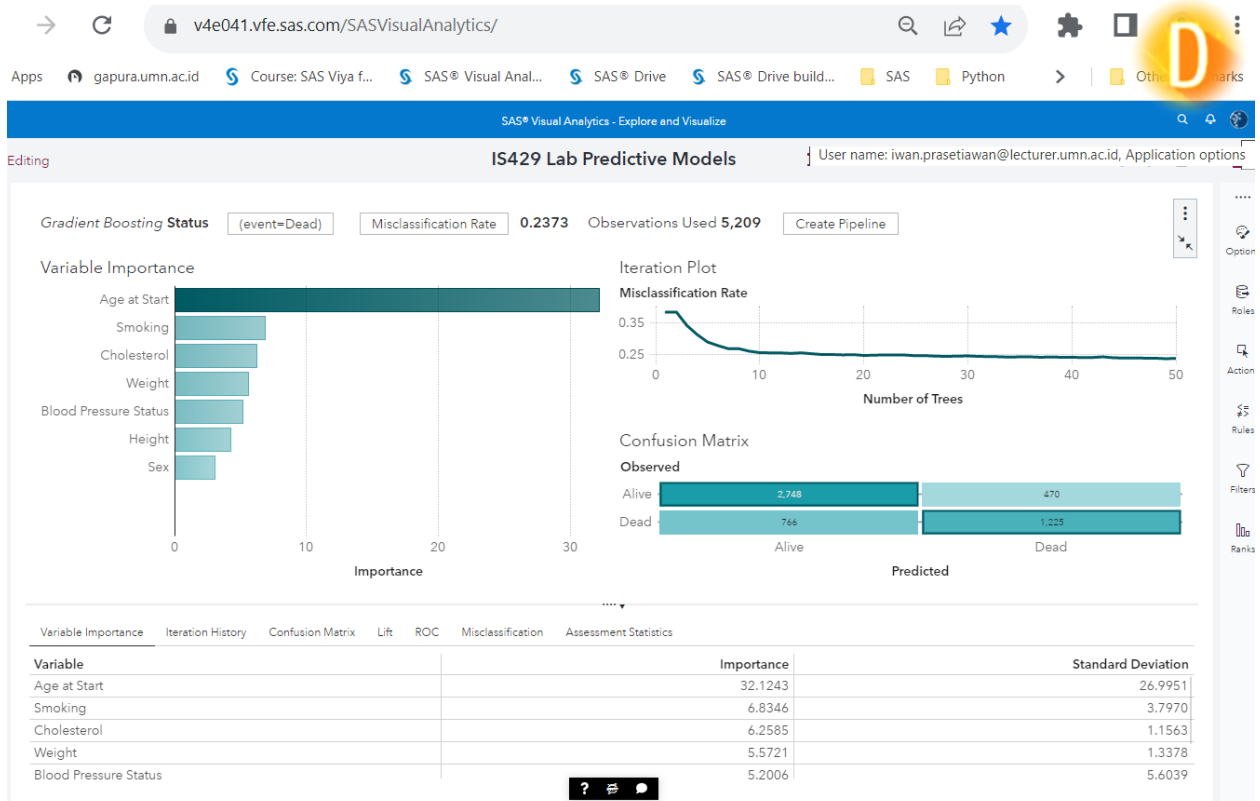 v4e041.vfe.sas.com/SASVisualAnalytics/
Apps gapura.umn.ac.id Course: SAS Viya f... SAS® Visual Anal... SAS® Drive SAS® Drive build... SAS Python Othe arks
D
SAS® Visual Analytics - Explore and Visualize
Editing IS429 Lab Predictive Models
User name: iwan.prasetiawan@lecturer.umn.ac.id, Application options
Gradient Boosting Status (event=Dead) Misclassification Rate 0.2373 Observations Used 5,209 Create Pipeline
Variable Importance
Age at Start
Smoking
Cholesterol
Weight
Blood Pressure Status
Height
Sex
0 10 20 30
Importance
Iteration Plot
Misclassification Rate
0.35
0.25
0 10 20 30 40 50
Number of Trees
Confusion Matrix
Observed
Alive 2,748 470
Dead 766 1,225
Alive Dead
Predicted
Option
Roles
Action
Rules
Filters
Ranks
Variable Importance Iteration History Confusion Matrix Lift ROC Misclassification Assessment Statistics
Variable Importance Standard Deviation
Age at Start 32.1243 26.9951
Smoking 6.8346 3.7970
Cholesterol 6.2585 1.1563
Weight 5.5721 1.3378
Blood Pressure Status 5.2006 5.6039
?